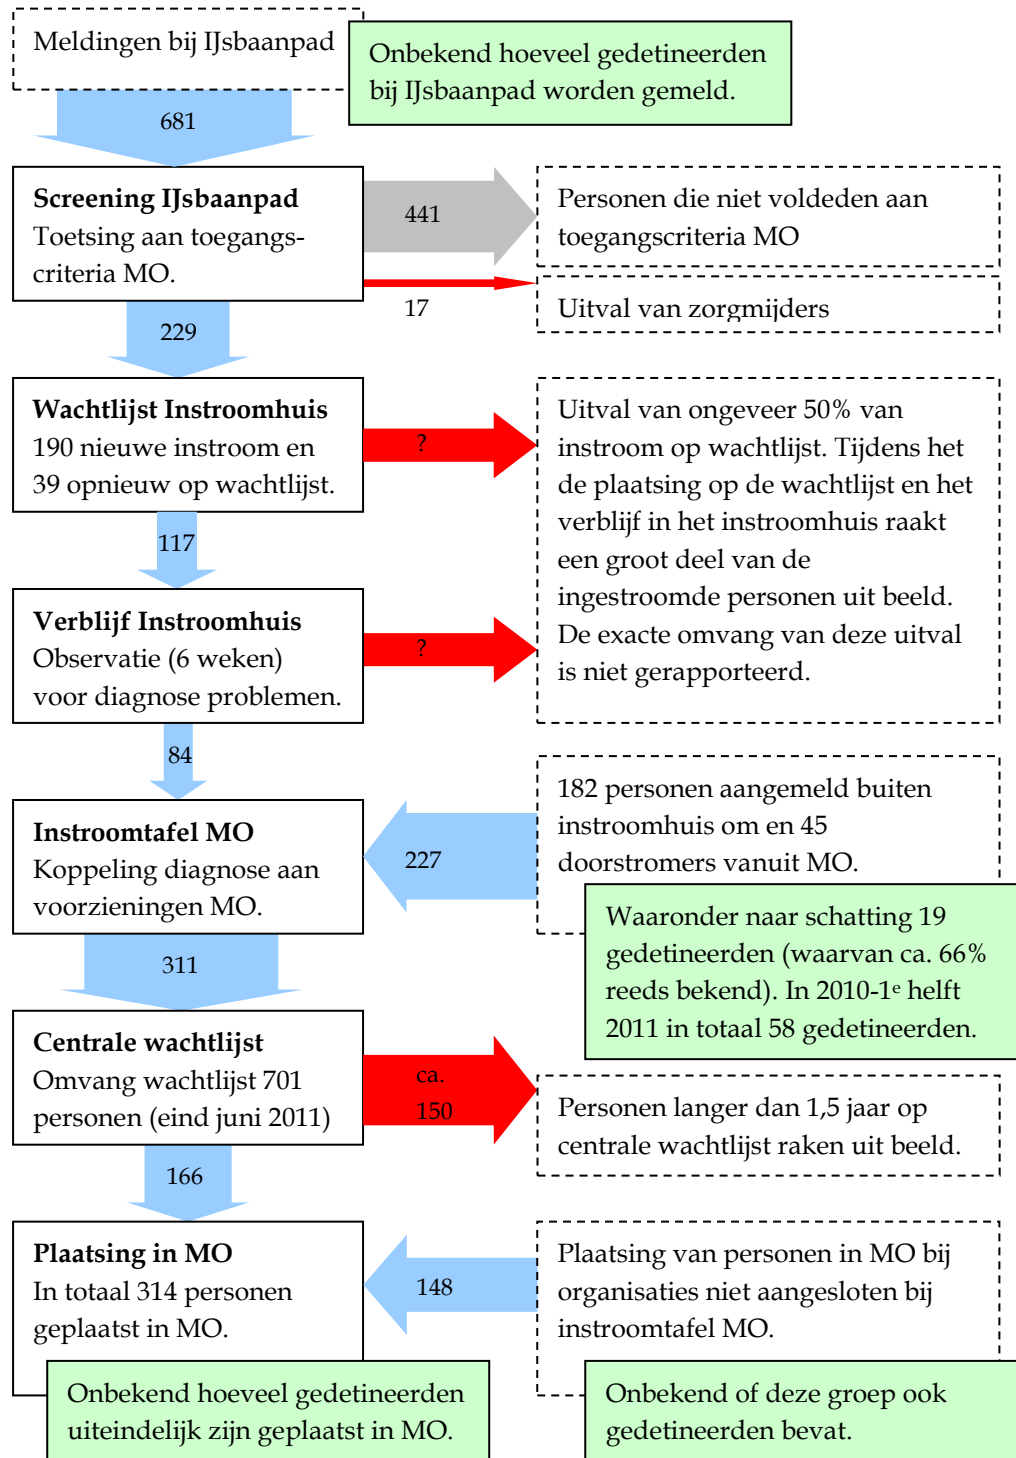 Meldingen bij IJsbaanpad
Onbekend hoeveel gedetineerden
bij IJsbaanpad worden gemeld.
681
Screening IJsbaanpad
Toetsing aan toegangs-
criteria MO.
441
Personen die niet voldeden aan
toegangscriteria MO
17
Uitval van zorgmijders
229
Wachtlijst Instroomhuis
190 nieuwe instroom en
39 opnieuw op wachtlijst.
?
Uitval van ongeveer 50% van
instroom op wachtlijst. Tijdens het
de plaatsing op de wachtlijst en het
verblijf in het instroomhuis raakt
een groot deel van de
ingestroomde personen uit beeld.
De exacte omvang van deze uitval
is niet gerapporteerd.
117
Verblijf Instroomhuis
Observatie (6 weken)
voor diagnose problemen.
?
84
Instroomtafel MO
Koppeling diagnose aan
voorzieningen MO.
227
182 personen aangemeld buiten
instroomhuis om en 45
doorstromers vanuit MO.
Waaronder naar schatting 19
gedetineerden (waarvan ca. 66%
reeds bekend). In 2010-1e helft
2011 in totaal 58 gedetineerden.
311
Centrale wachtlijst
Omvang wachtlijst 701
personen (eind juni 2011)
ca.
150
Personen langer dan 1,5 jaar op
centrale wachtlijst raken uit beeld.
166
Plaatsing in MO
In totaal 314 personen
geplaatst in MO.
148
Plaatsing van personen in MO bij
organisaties niet aangesloten bij
instroomtafel MO.
Onbekend hoeveel gedetineerden
uiteindelijk zijn geplaatst in MO.
Onbekend of deze groep ook
gedetineerden bevat.